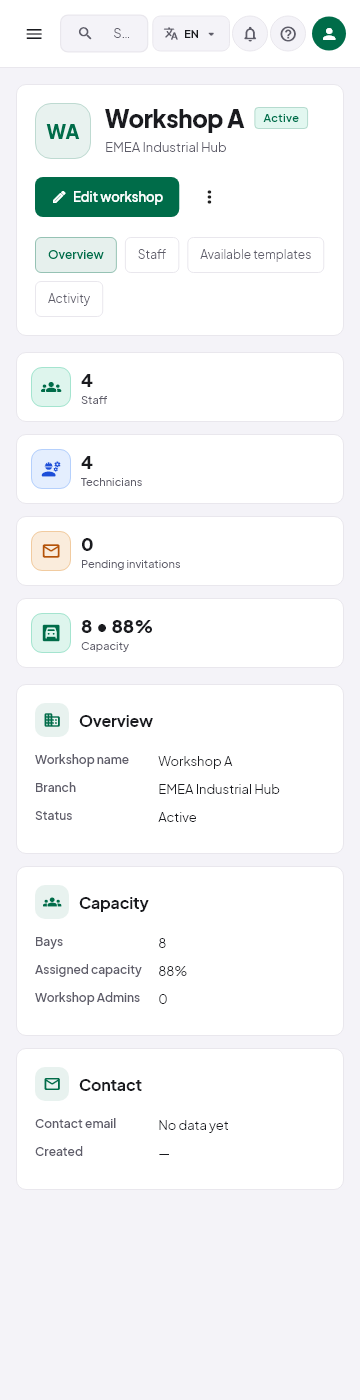 S...
EN
WA
Workshop A
Active
EMEA Industrial Hub
Edit workshop
Overview
Staff
Available templates
Activity
4
Staff
4
Technicians
0
Pending invitations
8 • 88%
Capacity
Overview
Workshop name Workshop A
Branch EMEA Industrial Hub
Status Active
Capacity
Bays 8
Assigned capacity 88%
Workshop Admins 0
Contact
Contact email No data yet
Created —